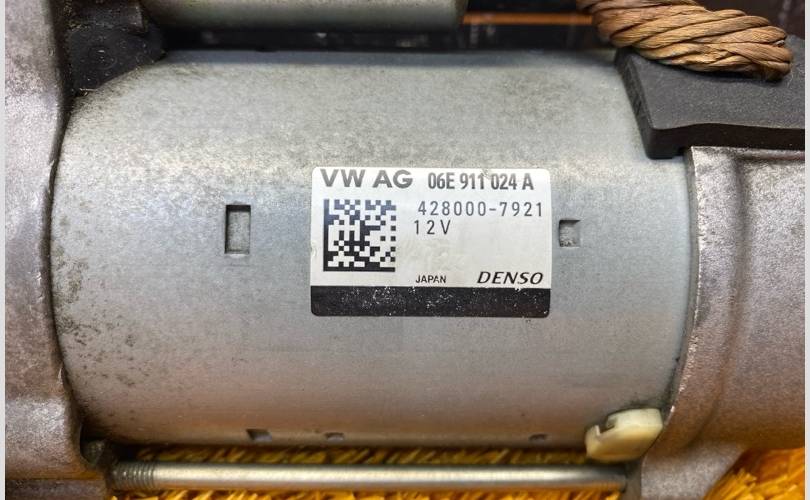 VW AG 06E 911 024 A
428000-7921
12V
JAPAN DENSO